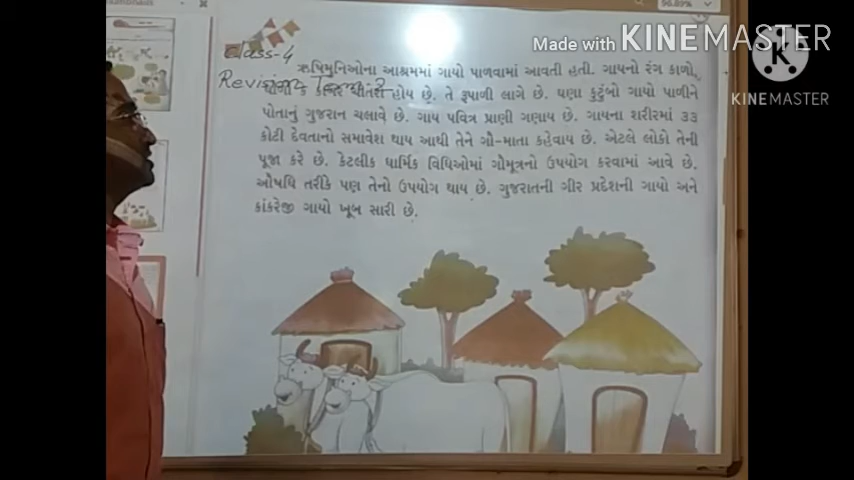 Made with KINEMASTER
K
KINEMASTER
Class-4
Revision
ઋષિમુનિઓના આશ્રમમાં ગાયો પાળવામાં આવતી હતી. ગાયનો રંગ કાળો,
હોય છે. તે રૂપાળી લાગે છે. ઘણા કુટુંબો ગાયો પાળીને
પોતાનું ગુજરાન ચલાવે છે. ગાય પવિત્ર પ્રાણી ગણાય છે. ગાયના શરીરમાં ૩૩
કોટી દેવતાનો સમાવેશ થાય આથી તેને ગૌ-માતા કહેવાય છે. એટલે લોકો તેની
પૂજા કરે છે. કેટલીક ધાર્મિક વિધિઓમાં ગૌમૂત્રનો ઉપયોગ કરવામાં આવે છે.
ઔષધિ તરીકે પણ તેનો ઉપયોગ થાય છે. ગુજરાતની ગીર પ્રદેશની ગાયો અને
કાંકરેજી ગાયો ખૂબ સારી છે.